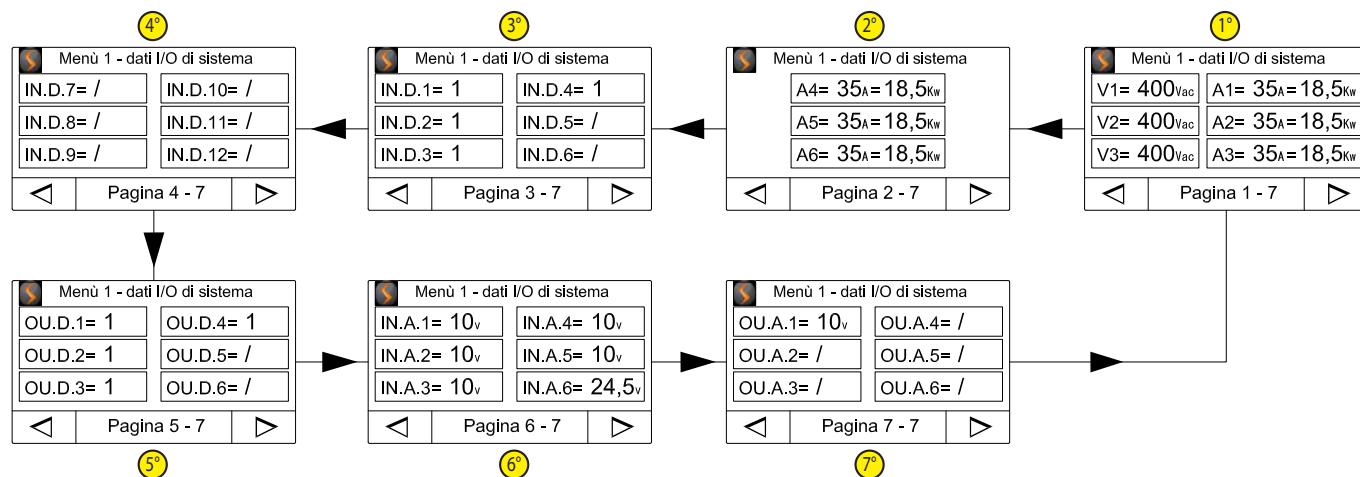 4°
3°
2°
1°
Menù 1 - dati I/O di sistema
IN.D.7= / IN.D.10= /
IN.D.8= / IN.D.11= /
IN.D.9= / IN.D.12= /
Pagina 4 - 7
Menù 1 - dati I/O di sistema
IN.D.1= 1 IN.D.4= 1
IN.D.2= 1 IN.D.5= /
IN.D.3= 1 IN.D.6= /
Pagina 3 - 7
Menù 1 - dati I/O di sistema
A4= 35A=18,5Kw
A5= 35A=18,5Kw
A6= 35A=18,5Kw
Pagina 2 - 7
Menù 1 - dati I/O di sistema
V1= 400Vac A1= 35A=18,5Kw
V2= 400Vac A2= 35A=18,5Kw
V3= 400Vac A3= 35A=18,5Kw
Pagina 1 - 7
Menù 1 - dati I/O di sistema
OU.D.1= 1 OU.D.4= 1
OU.D.2= 1 OU.D.5= /
OU.D.3= 1 OU.D.6= /
Pagina 5 - 7
Menù 1 - dati I/O di sistema
IN.A.1= 10v IN.A.4= 10v
IN.A.2= 10v IN.A.5= 10v
IN.A.3= 10v IN.A.6= 24,5v
Pagina 6 - 7
Menù 1 - dati I/O di sistema
OU.A.1= 10v OU.A.4= /
OU.A.2= / OU.A.5= /
OU.A.3= / OU.A.6= /
Pagina 7 - 7
5°
6°
7°